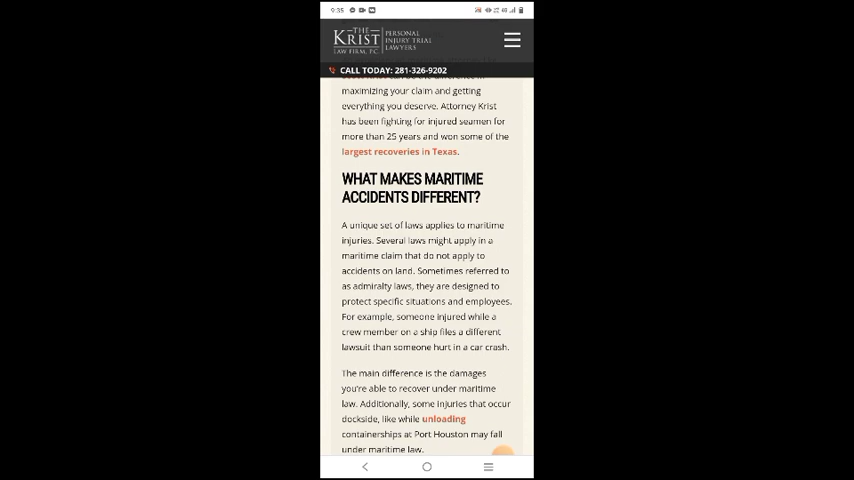 9:35
THE
KRIST
LAW FIRM, P.C.
PERSONAL
INJURY TRIAL
LAWYERS
CALL TODAY: 281-326-9202
maximizing your claim and getting
everything you deserve. Attorney Krist
has been fighting for injured seamen for
more than 25 years and won some of the
largest recoveries in Texas.
WHAT MAKES MARITIME
ACCIDENTS DIFFERENT?
A unique set of laws applies to maritime
injuries. Several laws might apply in a
maritime claim that do not apply to
accidents on land. Sometimes referred to
as admiralty laws, they are designed to
protect specific situations and employees.
For example, someone injured while a
crew member on a ship files a different
lawsuit than someone hurt in a car crash.
The main difference is the damages
you're able to recover under maritime
law. Additionally, some injuries that occur
dockside, like while unloading
containerships at Port Houston may fall
under maritime law.